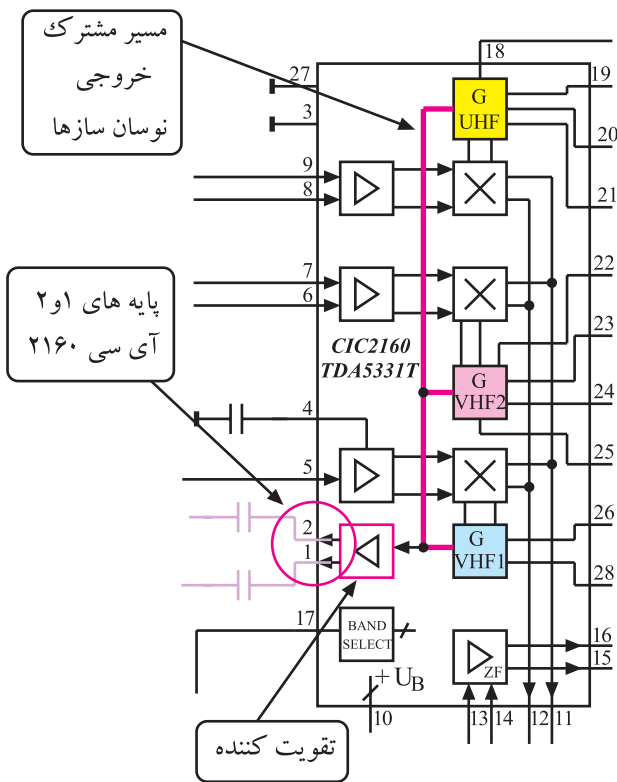 مسیر مشترک
خروجی
نوسان سازها
18
27
G
UHF
19
3
20
9
8
21
7
22
6
پایه های ۱و۲
آی سی ۲۱۶۰
CIC2160
TDA5331T
23
G
VHF2
24
4
25
5
2
G
VHF1
26
1
28
17
BAND
SELECT
16
ZF
15
+U_B
10
13
14
12
11
تقویت کننده